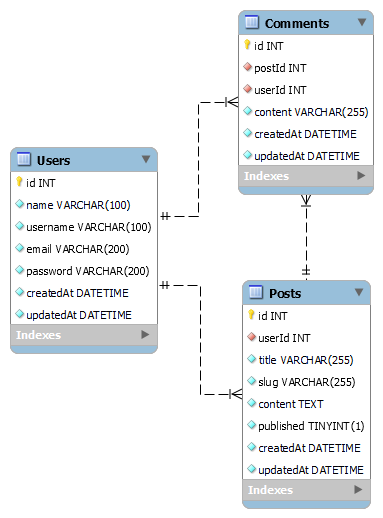 Comments
id INT
postId INT
userId INT
content VARCHAR(255)
createdAt DATETIME
updatedAt DATETIME
Indexes
Users
id INT
name VARCHAR(100)
username VARCHAR(100)
email VARCHAR(200)
password VARCHAR(200)
createdAt DATETIME
updatedAt DATETIME
Indexes
Posts
id INT
userId INT
title VARCHAR(255)
slug VARCHAR(255)
content TEXT
published TINYINT(1)
createdAt DATETIME
updatedAt DATETIME
Indexes